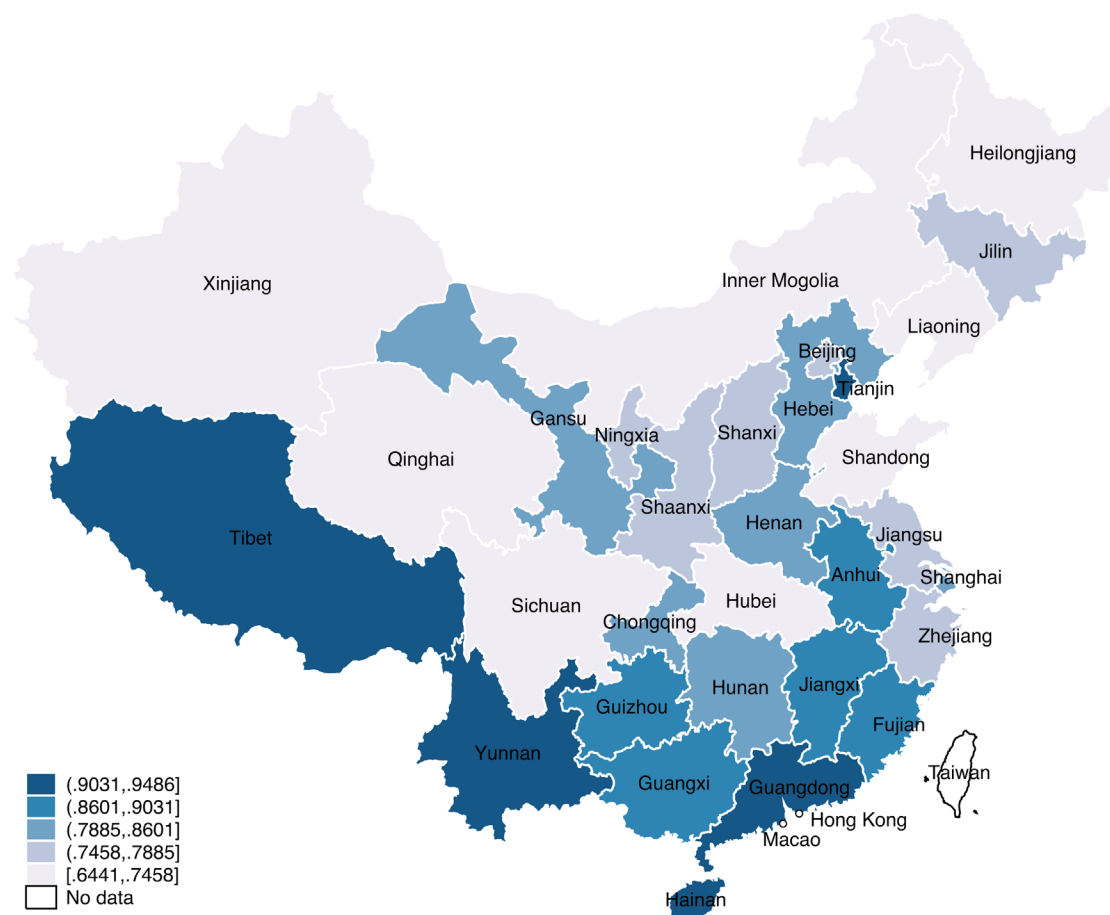 Heilongjiang
Jilin
Xinjiang
Inner Mogolia
Liaoning
Beijing
Tianjin
Hebei
Gansu
Ningxia
Shanxi
Qinghai
Shandong
Shaanxi
Henan
Jiangsu
Tibet
Anhui
Shanghai
Sichuan
Hubei
Chongqing
Zhejiang
Hunan
Jiangxi
Guizhou
Fujian
Yunnan
Taiwan
Guangxi
Guangdong
Hong Kong
Macao
Hainan
(.9031,.9486]
(.8601,.9031]
(.7885,.8601]
(.7458,.7885]
[.6441,.7458]
No data